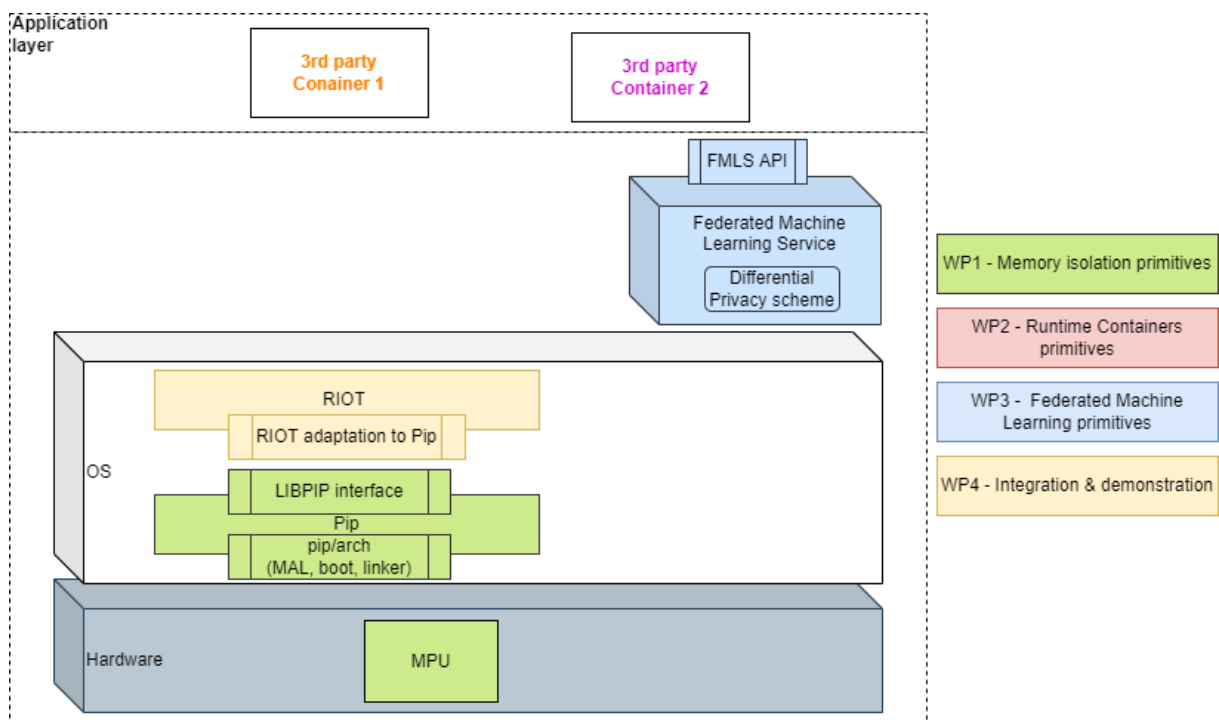 Application
layer
3rd party
Conainer 1
3rd party
Container 2
FMLS API
Federated Machine
Learning Service
Differential
Privacy scheme
WP1 - Memory isolation primitives
WP2 - Runtime Containers
primitives
WP3 - Federated Machine
Learning primitives
WP4 - Integration & demonstration
OS
RIOT
RIOT adaptation to Pip
LIBPIP interface
Pip
pip/arch
(MAL, boot, linker)
Hardware
MPU